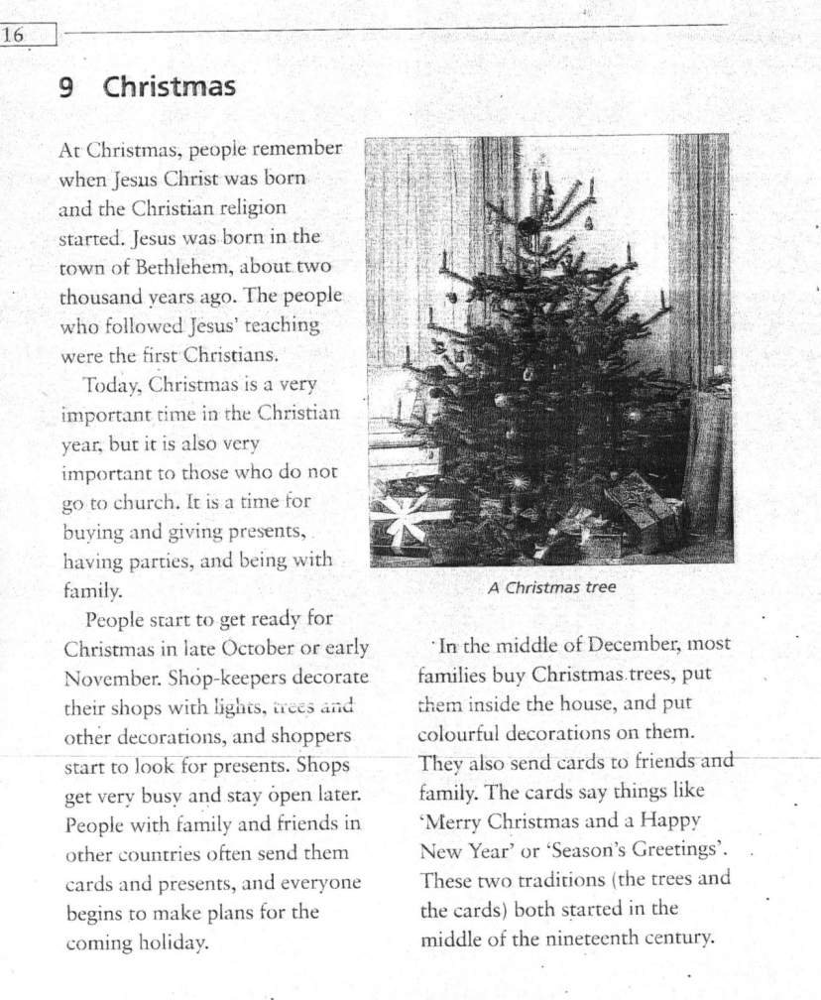 16
9 Christmas
At Christmas, people remember
when Jesus Christ was born
and the Christian religion
started. Jesus was born in the
town of Bethlehem, about two
thousand years ago. The people
who followed Jesus' teaching
were the first Christians.
Today, Christmas is a very
important time in the Christian
year, but it is also very
important to those who do not
go to church. It is a time for
buying and giving presents,
having parties, and being with
family.
People start to get ready for
Christmas in late October or early
November. Shop-keepers decorate
their shops with lights, trees and
other decorations, and shoppers
start to look for presents. Shops
get very busy and stay open later.
People with family and friends in
other countries often send them
cards and presents, and everyone
begins to make plans for the
coming holiday.
A Christmas tree
In the middle of December, most
families buy Christmas trees, put
them inside the house, and put
colourful decorations on them.
They also send cards to friends and
family. The cards say things like
‘Merry Christmas and a Happy
New Year’ or ‘Season's Greetings’.
These two traditions (the trees and
the cards) both started in the
middle of the nineteenth century.